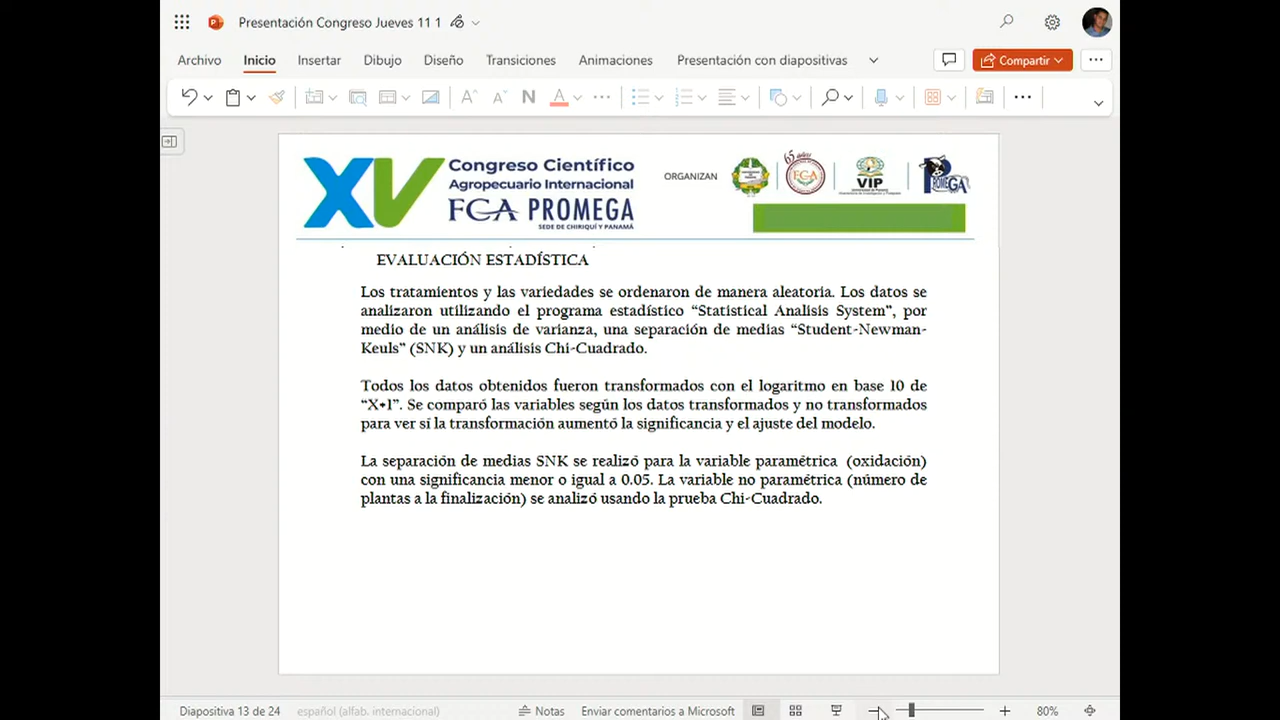 Presentación Congreso Jueves 11 1
Archivo Inicio Insertar Dibujo Diseño Transiciones Animaciones Presentación con diapositivas Compartir
N A A
XV Congreso Científico
Agropecuario Internacional
FCA PROMEGA
SEDE DE CHIRIQUÍ Y PANAMÁ
ORGANIZAN
65 años
FCA
VIP
PROMEGA
EVALUACIÓN ESTADÍSTICA
Los tratamientos y las variedades se ordenaron de manera aleatoria. Los datos se
analizaron utilizando el programa estadístico “Statistical Analisis System”, por
medio de un análisis de varianza, una separación de medias “Student-Newman-
Keuls” (SNK) y un análisis Chi-Cuadrado.
Todos los datos obtenidos fueron transformados con el logaritmo en base 10 de
“X+1”. Se comparó las variables según los datos transformados y no transformados
para ver si la transformación aumentó la significancia y el ajuste del modelo.
La separación de medias SNK se realizó para la variable paramétrica (oxidación)
con una significancia menor o igual a 0.05. La variable no paramétrica (número de
plantas a la finalización) se analizó usando la prueba Chi-Cuadrado.
Diapositiva 13 de 24 español (alfab. internacional) Notas Enviar comentarios a Microsoft 80%